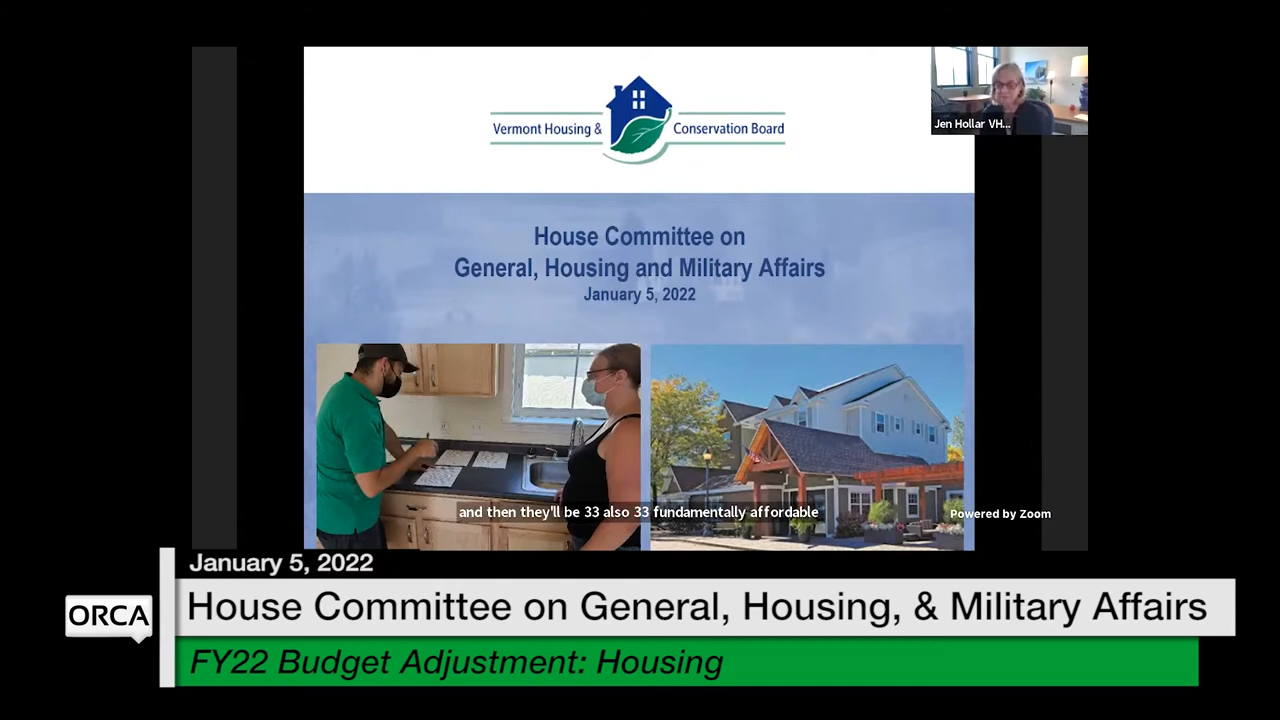 Vermont Housing & Conservation Board
Jen Hollar VH...
House Committee on
General, Housing and Military Affairs
January 5, 2022
and then they'll be 33 also 33 fundamentally affordable
Powered by Zoom
January 5, 2022
ORCA
House Committee on General, Housing, & Military Affairs
FY22 Budget Adjustment: Housing